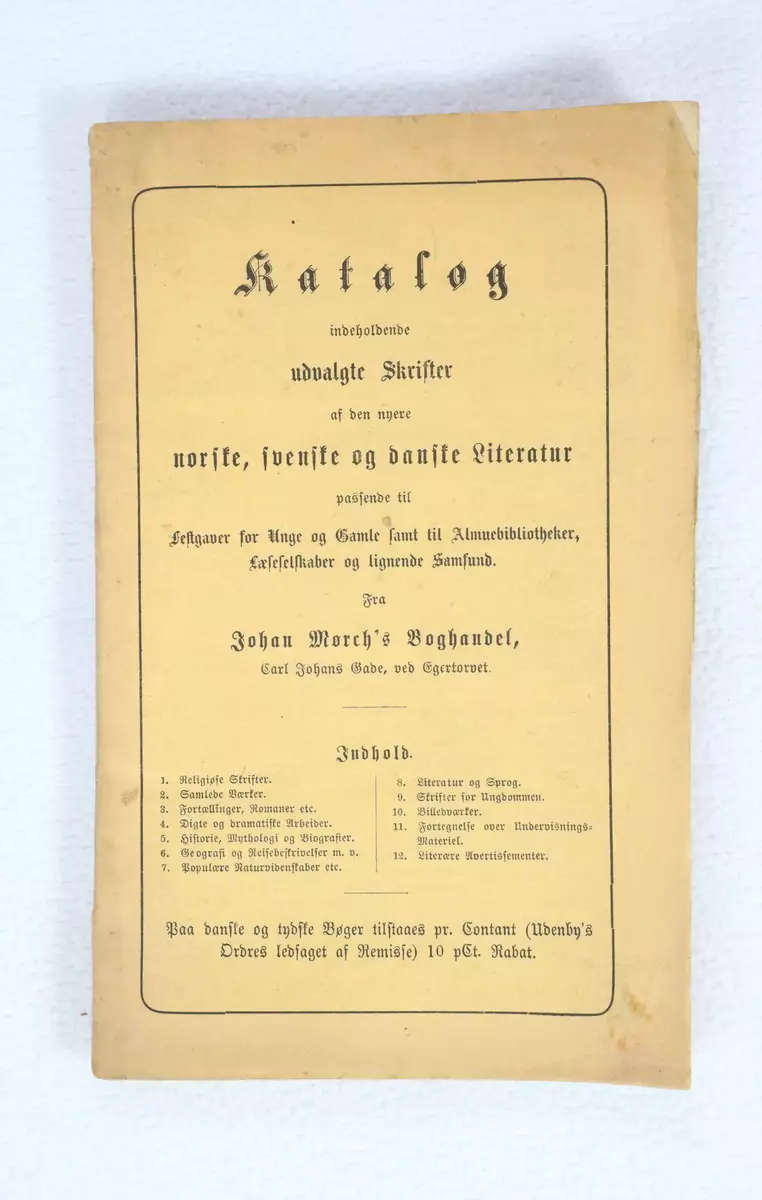 Katalog
indeholdende
udvalgte Skrifter
af den nyere
norske, svenske og danske Literatur
passende til
Festgaver for Unge og Gamle samt til Almuebibliotheker,
Læseselskaber og lignende Samfund.
Fra
Johan Mørch's Boghandel,
Carl Johans Gade, ved Egertorvet.
Indhold.
1. Religiøse Skrifter.
2. Samlede Værker.
3. Fortællinger, Romaner etc.
4. Digte og dramatiske Arbeider.
5. Historie, Mythologi og Biografier.
6. Geografi og Reisebeskrivelser m. v.
7. Populære Naturvidenskaber etc.
8. Literatur og Sprog.
9. Skrifter for Ungdommen.
10. Billedværker.
11. Fortegnelse over Undervisnings-
Materiel.
12. Literære Avertissementer.
Paa danske og tydske Bøger tilstaaes pr. Contant (Udenby's
Ordres ledsaget af Remisse) 10 pCt. Rabat.